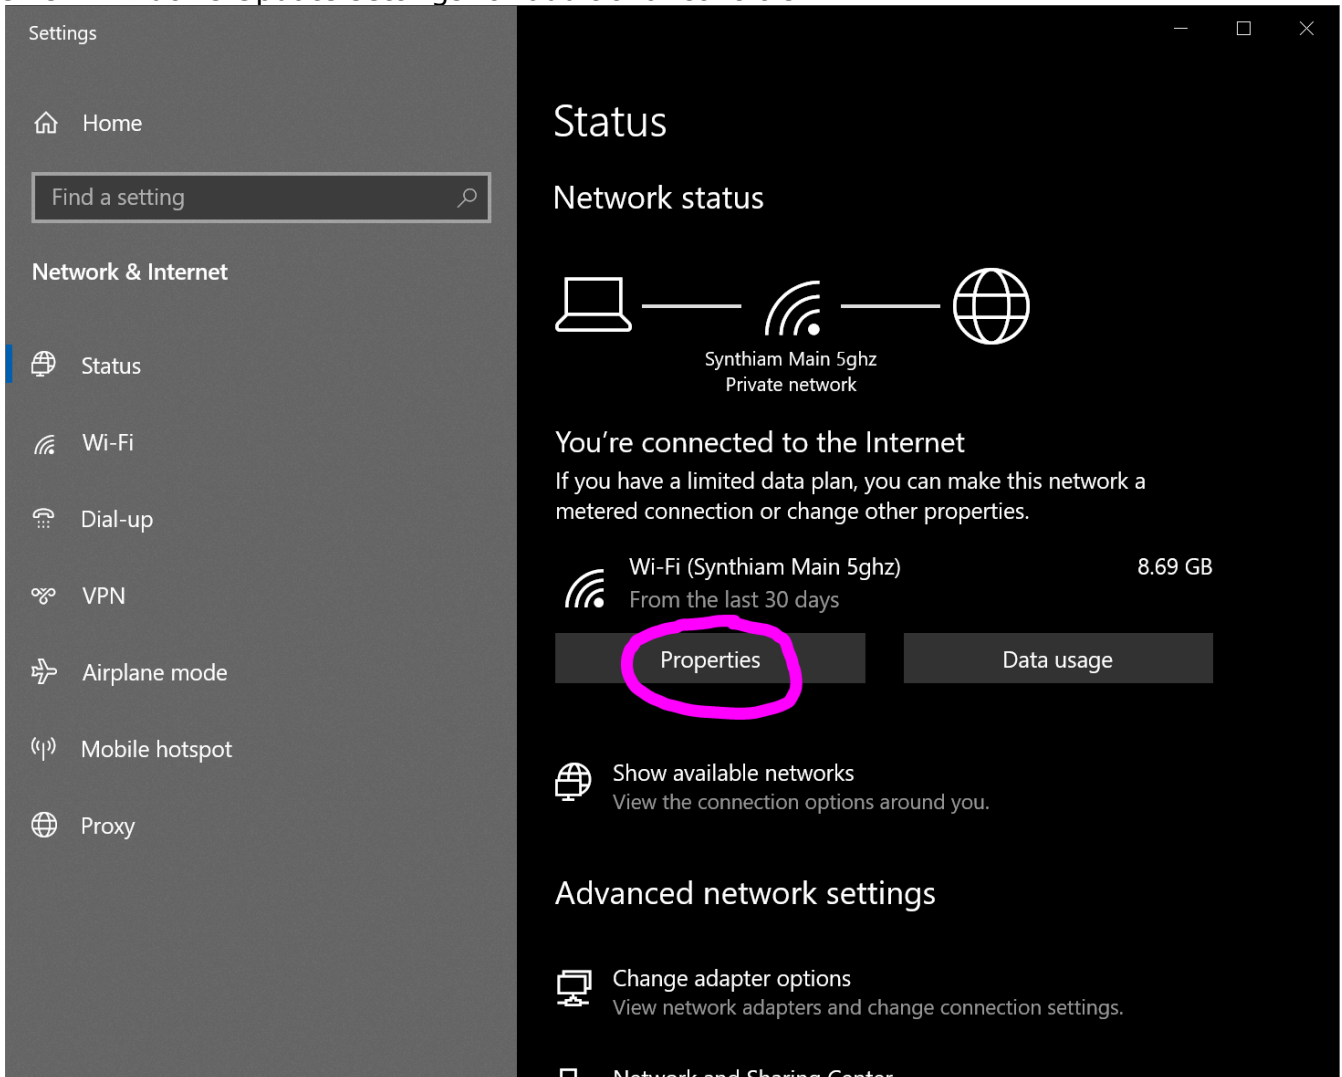 Settings
Home
Find a setting
Network & Internet
Status
Wi-Fi
Dial-up
VPN
Airplane mode
Mobile hotspot
Proxy
Status
Network status
Synthiam Main 5ghz
Private network
You're connected to the Internet
If you have a limited data plan, you can make this network a
metered connection or change other properties.
Wi-Fi (Synthiam Main 5ghz) 8.69 GB
From the last 30 days
Properties Data usage
Show available networks
View the connection options around you.
Advanced network settings
Change adapter options
View network adapters and change connection settings.
Network and Sharing Center